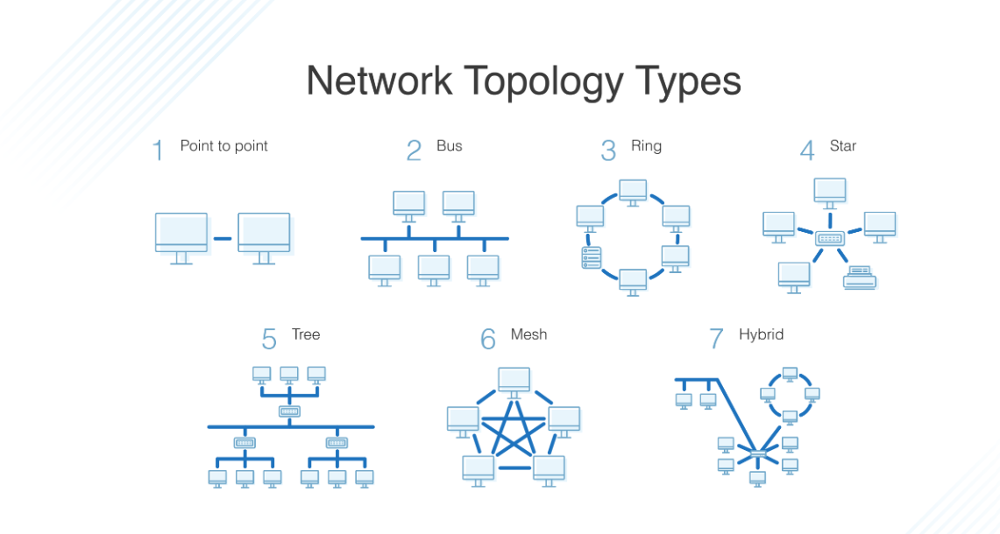 Network Topology Types
1 Point to point
2 Bus
3 Ring
4 Star
5 Tree
6 Mesh
7 Hybrid